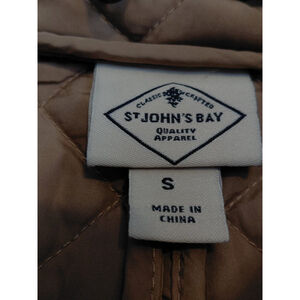 CLASSIC CRAFTED
ST JOHN'S BAY
QUALITY
APPAREL
S
MADE IN
CHINA